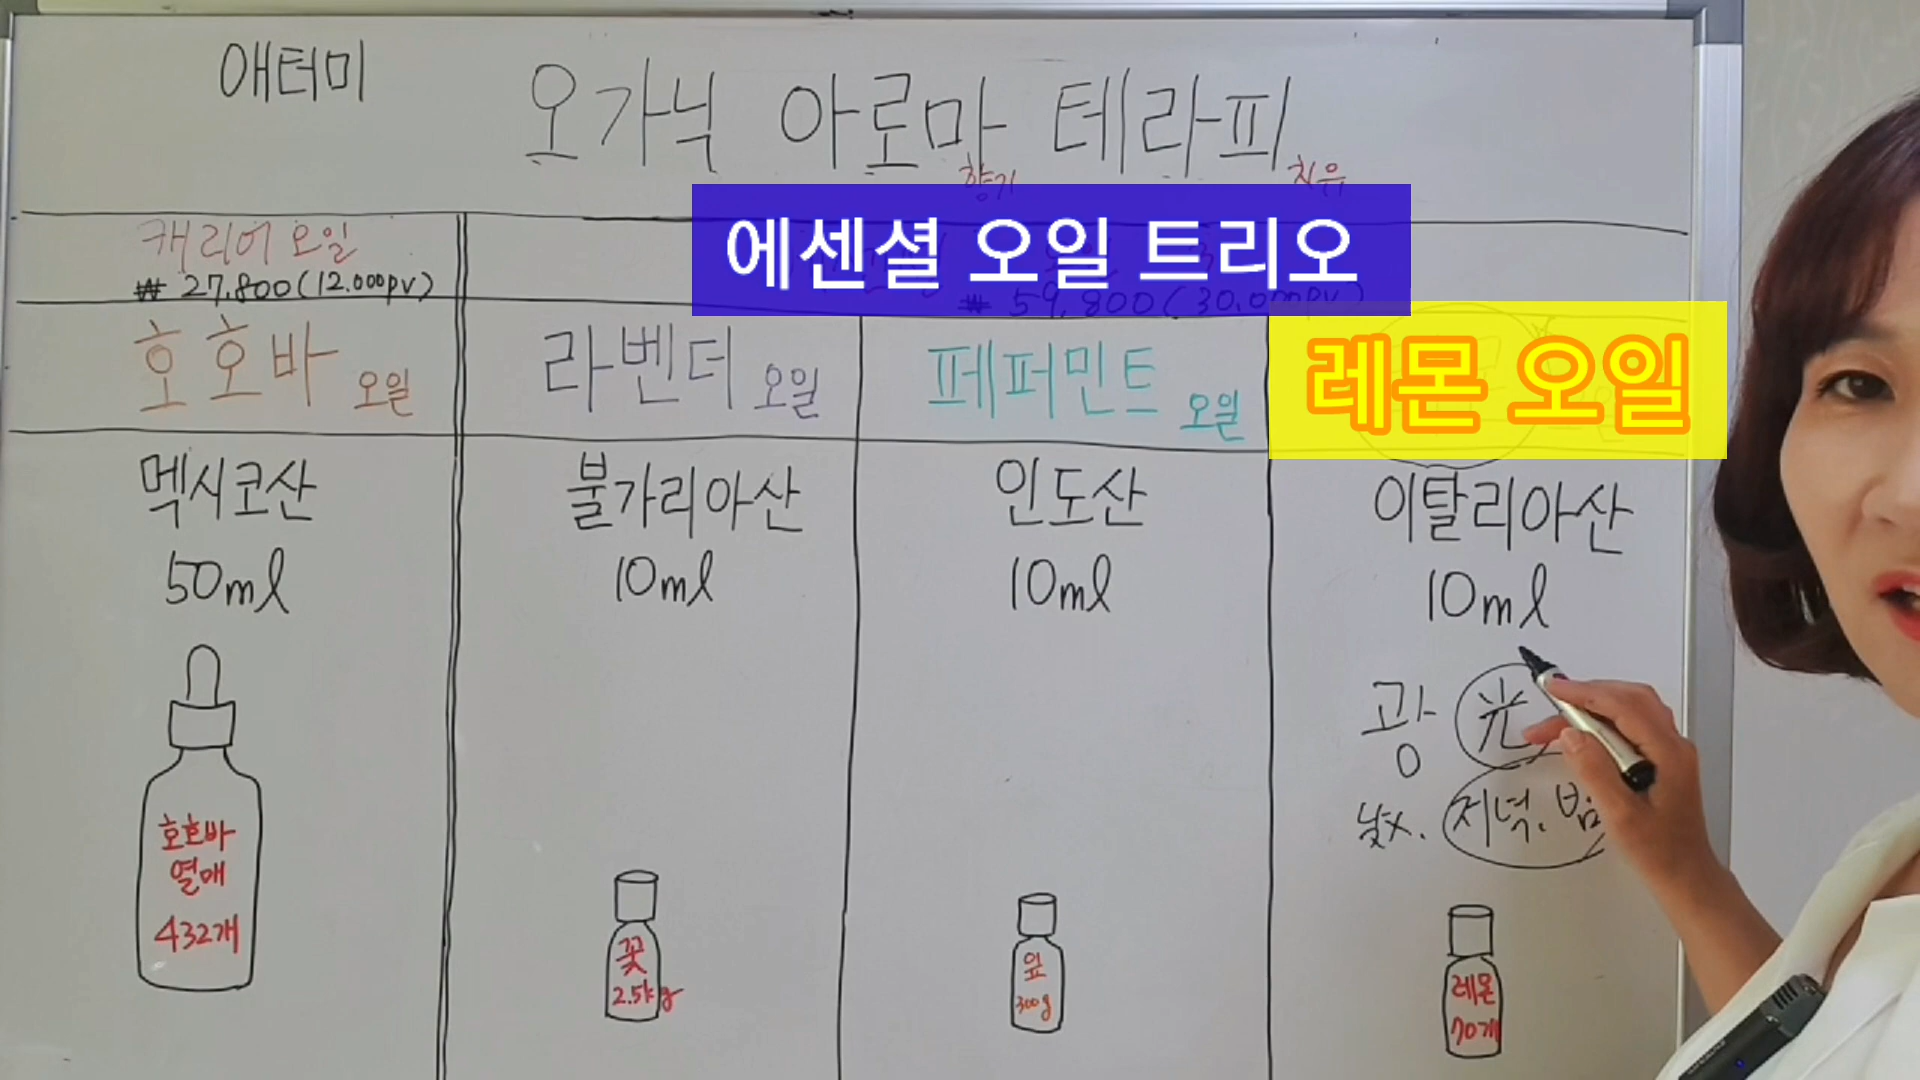 애터미
오가닉 아로마 테라피
향기 치유
에센셜 오일 트리오
캐리어 오일
₩ 27,800(12.000pv)
₩ 59,800(30,000pv)
레몬 오일
호호바 오일
라벤더 오일
페퍼민트 오일
멕시코산
50ml
불가리아산
10ml
인도산
10ml
이탈리아산
10ml
광 光
낮X. 저녁. 밤
호호바
열매
432개
꽃
2.5kg
잎
300g
레몬
70개